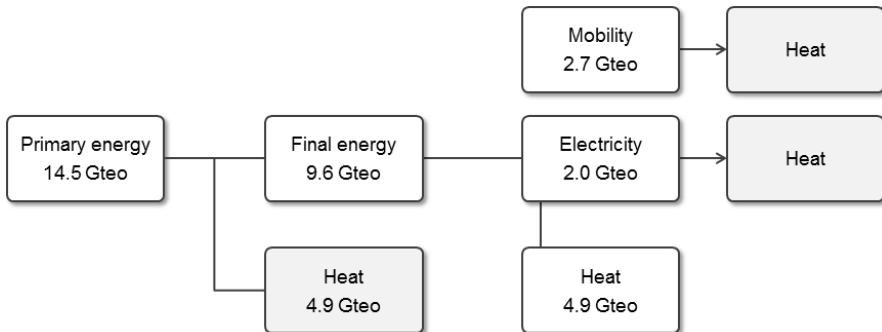 Mobility
2.7 Gteo
Heat
Primary energy
14.5 Gteo
Final energy
9.6 Gteo
Electricity
2.0 Gteo
Heat
Heat
4.9 Gteo
Heat
4.9 Gteo